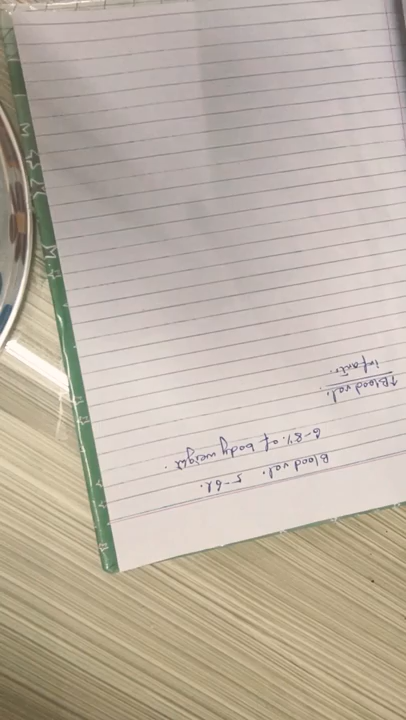 Blood vol. 5-6l.
6-8% of body weight.
↑Blood vol.
infants.